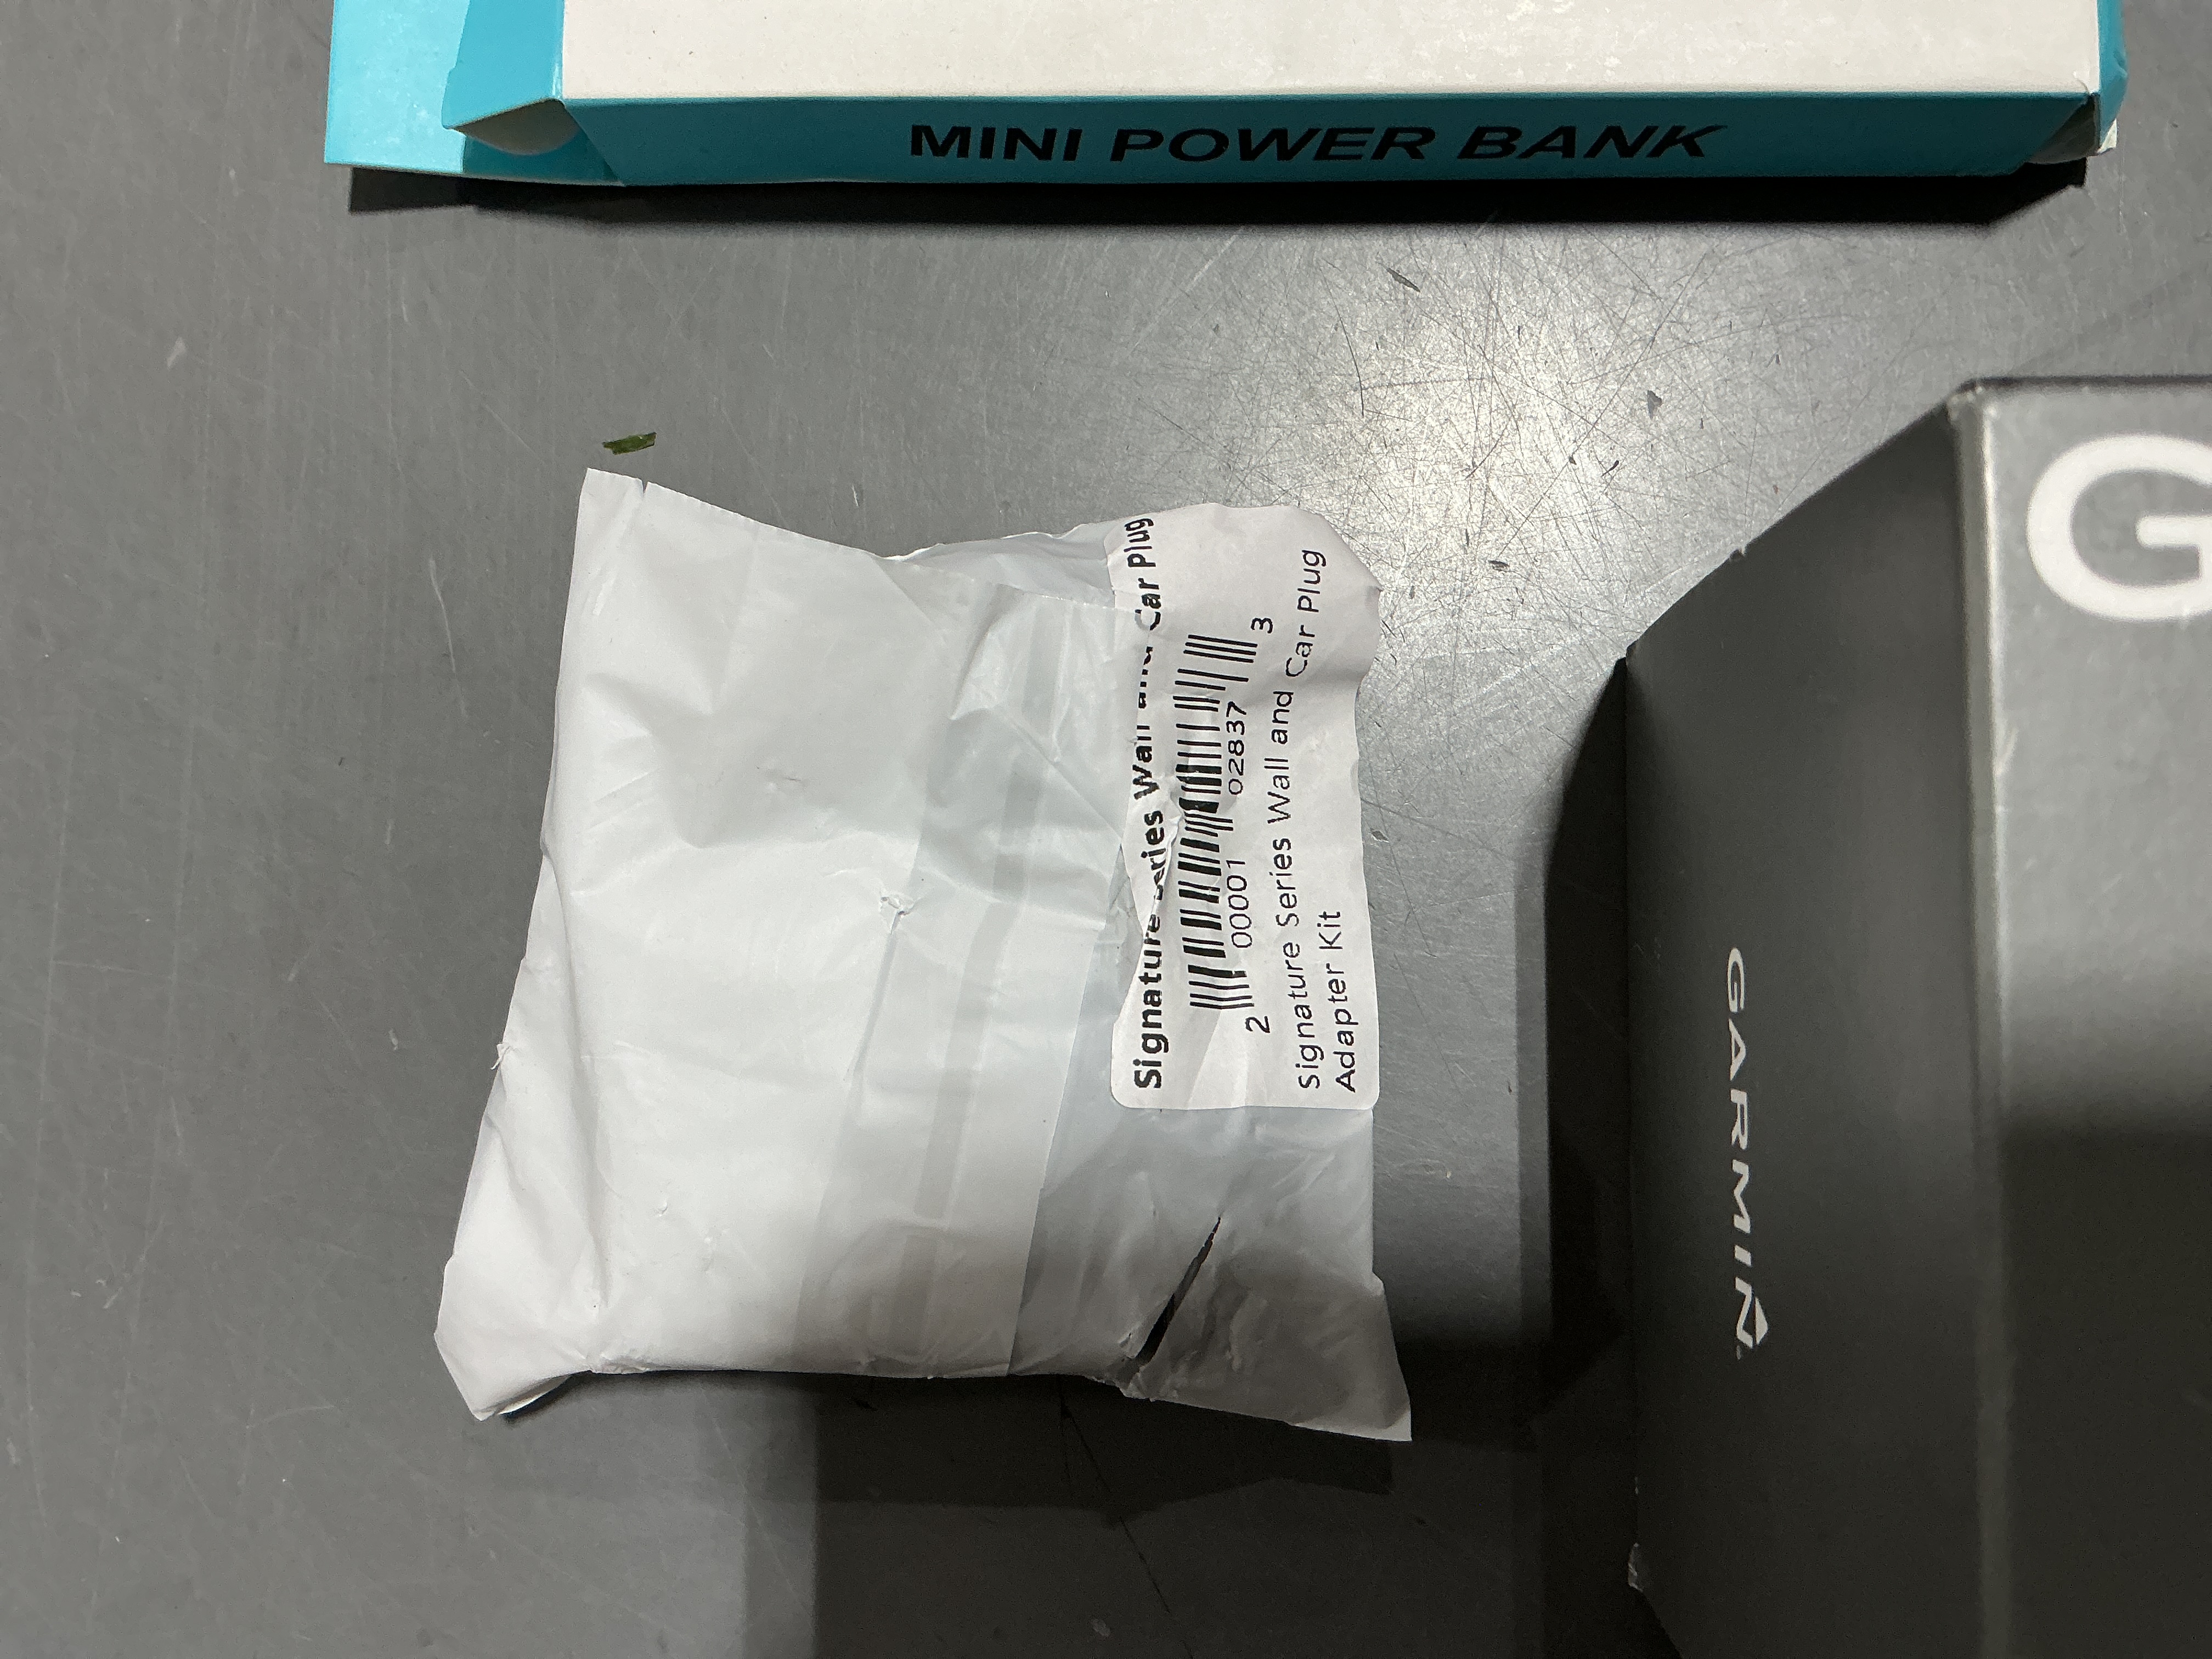 MINI POWER BANK
Signature Series Wall and Car Plug
2 00001 02837 3
Signature Series Wall and Car Plug
Adapter Kit
GARMIN
G